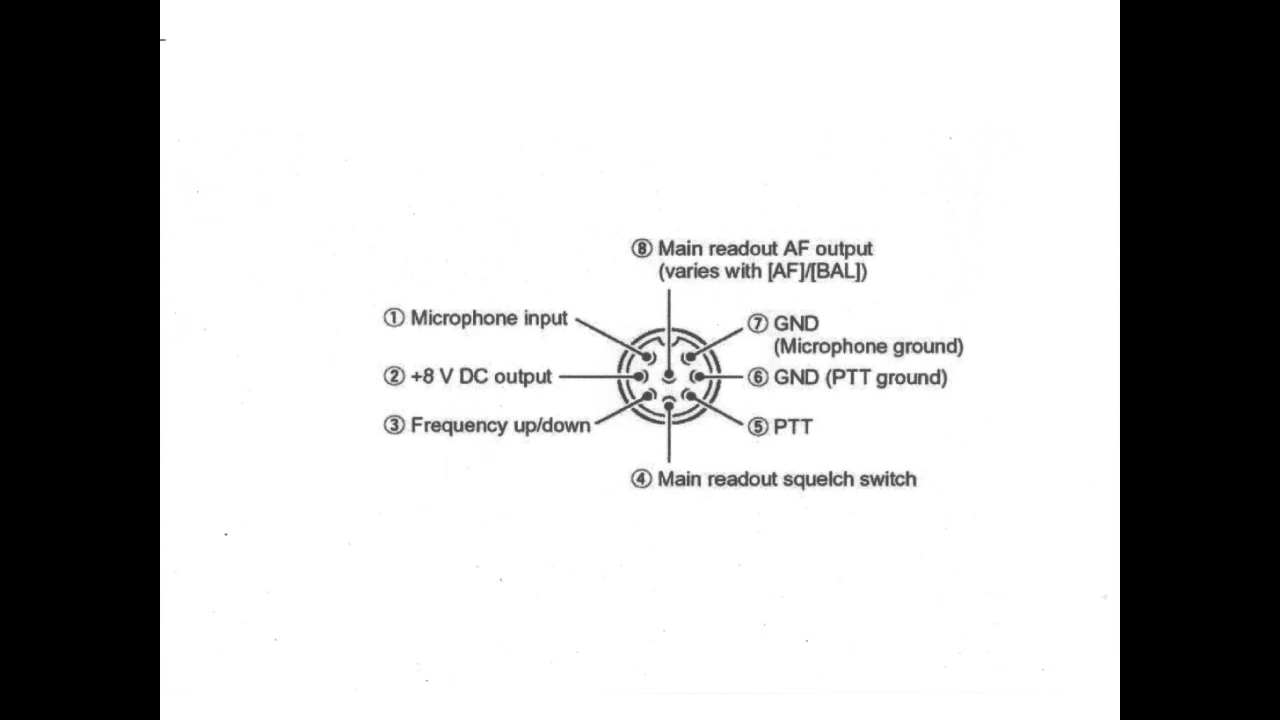 ⑧ Main readout AF output
(varies with [AF]/[BAL])
① Microphone input
⑦ GND
(Microphone ground)
② +8 V DC output
⑥ GND (PTT ground)
③ Frequency up/down
⑤ PTT
④ Main readout squelch switch